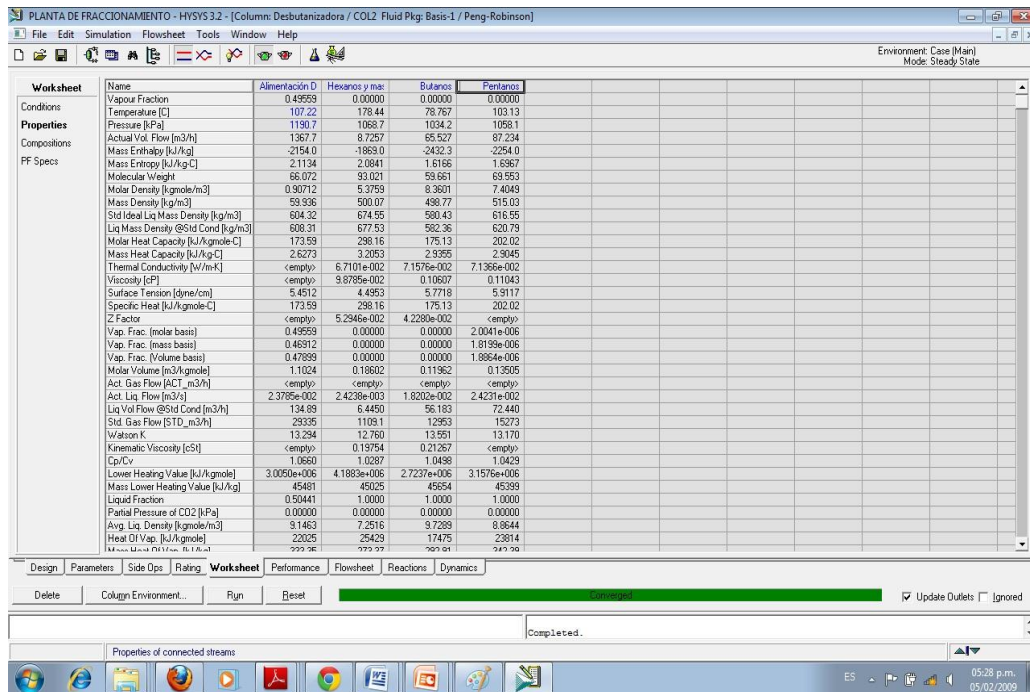 PLANTA DE FRACCIONAMIENTO - HYSYS 3.2 - [Column: Desbutanizadora / COL2 Fluid Pkg: Basis-1 / Peng-Robinson]
File Edit Simulation Flowsheet Tools Window Help
Environment: Case (Main)
Mode: Steady State
Worksheet
Conditions
Properties
Compositions
PF Specs
Name Alimentación D Hexanos y ma: Butanos Pentanos
Vapour Fraction 0.49559 0.00000 0.00000 0.00000
Temperature [C] 107.22 178.44 78.767 103.13
Pressure [kPa] 1190.7 1068.7 1034.2 1058.1
Actual Vol. Flow [m3/h] 1367.7 8.7257 65.527 87.234
Mass Enthalpy [kJ/kg] -2154.0 -1869.0 -2432.3 -2254.0
Mass Entropy [kJ/kg-C] 2.1134 2.0841 1.6166 1.6967
Molecular Weight 66.072 93.021 59.661 69.553
Molar Density [kgmole/m3] 0.90712 5.3759 8.3601 7.4049
Mass Density [kg/m3] 59.936 500.07 498.77 515.03
Std Ideal Liq Mass Density [kg/m3] 604.32 674.55 580.43 616.55
Liq Mass Density @Std Cond [kg/m3] 608.31 677.53 582.36 620.79
Molar Heat Capacity [kJ/kgmole-C] 173.59 298.16 175.13 202.02
Mass Heat Capacity [kJ/kg-C] 2.6273 3.2053 2.9355 2.9045
Thermal Conductivity [W/m-K] <empty> 6.7101e-002 7.1576e-002 7.1366e-002
Viscosity [cP] <empty> 9.8785e-002 0.10607 0.11043
Surface Tension [dyne/cm] 5.4512 4.4953 5.7718 5.9117
Specific Heat [kJ/kgmole-C] 173.59 298.16 175.13 202.02
Z Factor <empty> 5.2946e-002 4.2280e-002 <empty>
Vap. Frac. (molar basis) 0.49559 0.00000 0.00000 2.0041e-006
Vap. Frac. (mass basis) 0.46912 0.00000 0.00000 1.8199e-006
Vap. Frac. (Volume basis) 0.47899 0.00000 0.00000 1.8864e-006
Molar Volume [m3/kgmole] 1.1024 0.18602 0.11962 0.13505
Act. Gas Flow [ACT_m3/h] <empty> <empty> <empty> <empty>
Act. Liq. Flow [m3/s] 2.3785e-002 2.4238e-003 1.8202e-002 2.4231e-002
Liq Vol Flow @Std Cond [m3/h] 134.89 6.4450 56.183 72.440
Std. Gas Flow [STD_m3/h] 29335 1109.1 12953 15273
Watson K 13.294 12.760 13.551 13.170
Kinematic Viscosity [cSt] <empty> 0.19754 0.21267 <empty>
Cp/Cv 1.0660 1.0287 1.0498 1.0429
Lower Heating Value [kJ/kgmole] 3.0050e+006 4.1883e+006 2.7237e+006 3.1576e+006
Mass Lower Heating Value [kJ/kg] 45481 45025 45654 45399
Liquid Fraction 0.50441 1.0000 1.0000 1.0000
Partial Pressure of CO2 [kPa] 0.00000 0.00000 0.00000 0.00000
Avg. Liq. Density [kgmole/m3] 9.1463 7.2516 9.7289 8.8644
Heat Of Vap. [kJ/kgmole] 22025 25429 17475 23814
Mass Heat Of Vap. [kJ/kg] 333.35 273.37 292.91 342.39
Design Parameters Side Ops Rating Worksheet Performance Flowsheet Reactions Dynamics
Delete Column Environment... Run Reset Converged Update Outlets Ignored
Completed.
Properties of connected streams
ES 05:28 p.m.
05/02/2009